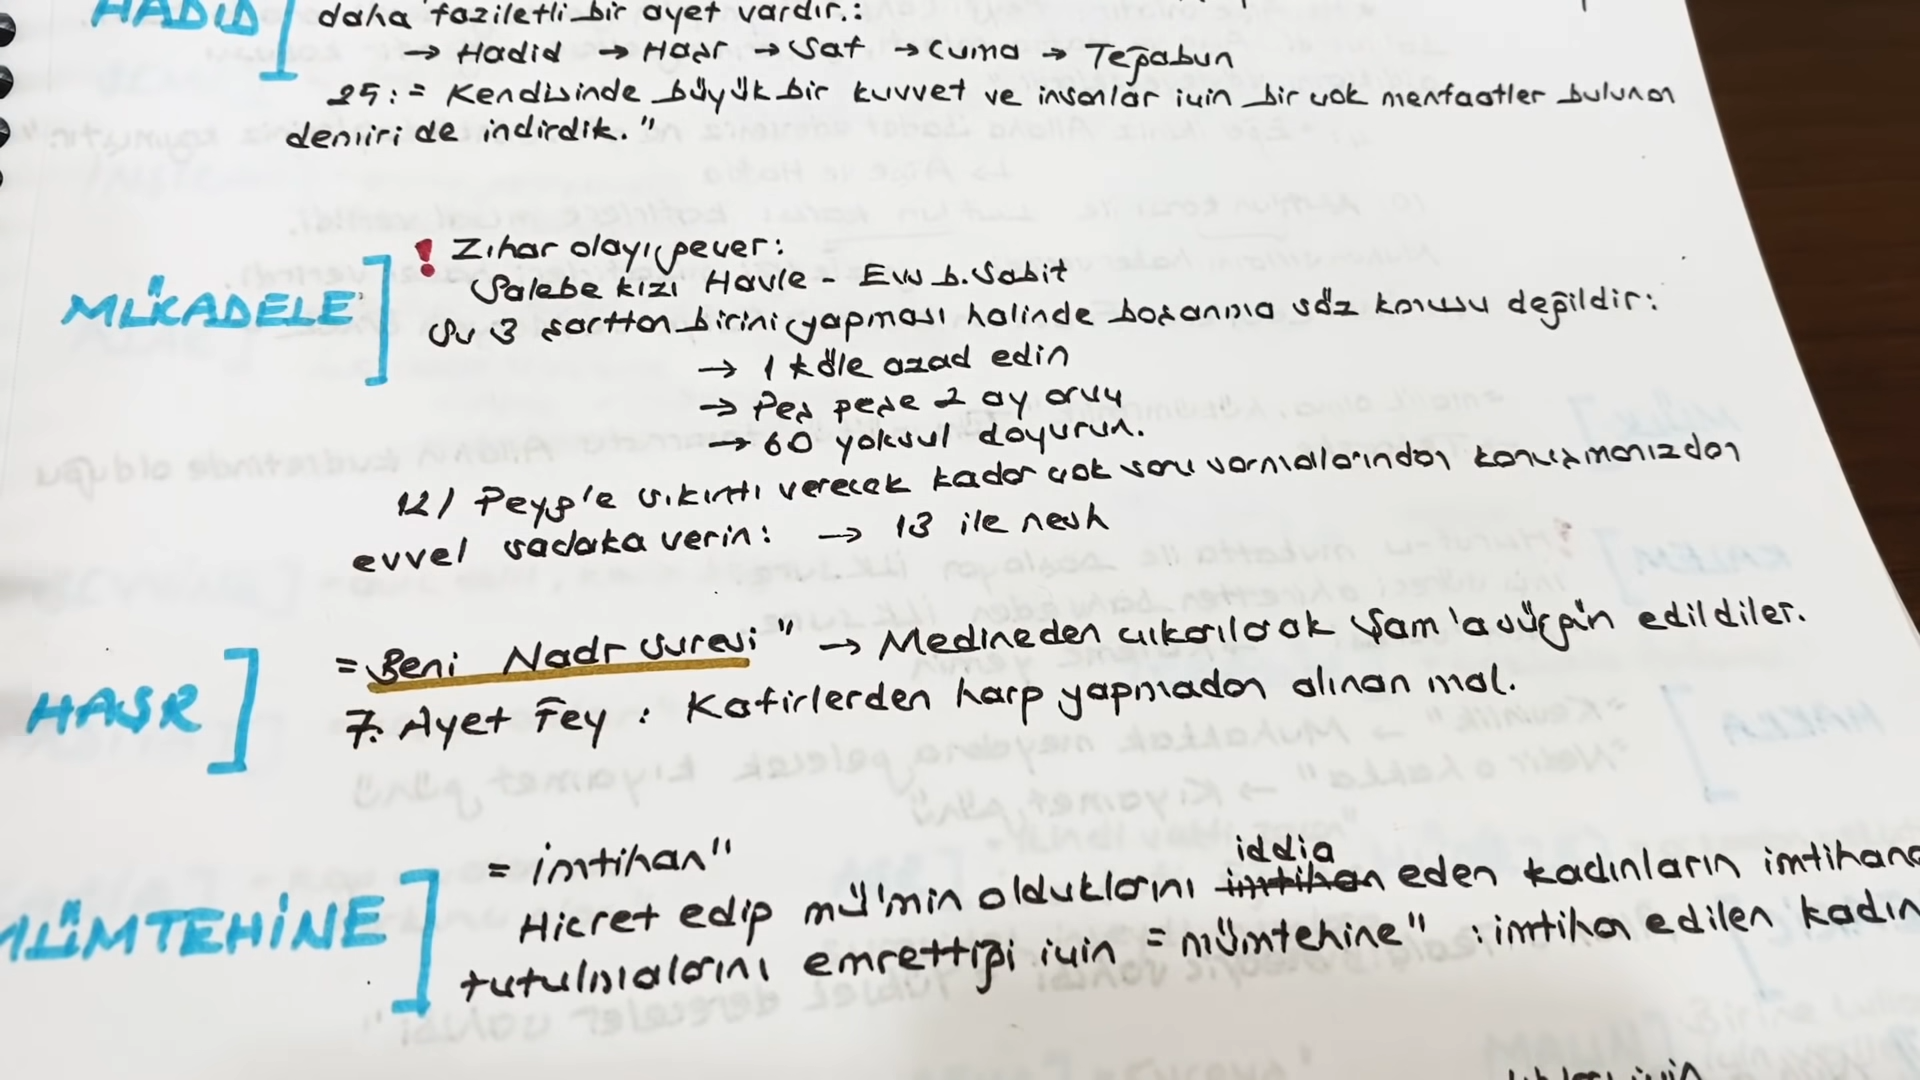 HADİD] daha faziletli bir ayet vardır.:
→ Hadid → Haşr → Saf → Cuma → Tegabun
25: = Kendisinde büyük bir kuvvet ve insanlar için bir çok menfaatler bulunan
demiri de indirdik."
! Zıhar olayı geçer:
MÜCADELE] Salebe kızı Havle - Evs b. Sabit
Şu 3 şarttan birini yapması halinde boşanma söz konusu değildir:
→ 1 köle azad edin
→ Peş peşe 2 ay oruç
→ 60 yoksul doyurun.
12/ Peyg'e sıkıntı verecek kadar çok soru sormalarından konuşmanızdan
evvel sadaka verin: → 13 ile nesh
HAŞR] = Beni Nadr suresi" → Medineden çıkarılarak Şam'a sürgün edildiler.
7. Ayet Fey : Kafirlerden harp yapmadan alınan mal.
= imtihan"
iddia
MÜMTEHİNE] Hicret edip mü'min olduklarını imtihan eden kadınların imtihana
tutulmalarını emrettiği için = mümtehine" : imtihan edilen kadın
için